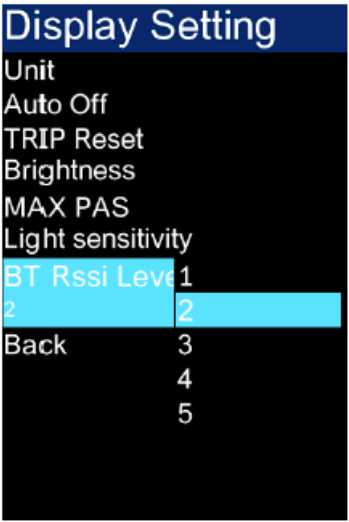 Display Setting
Unit
Auto Off
TRIP Reset
Brightness
MAX PAS
Light sensitivity
BT Rssi Leve
2
Back
1
2
3
4
5